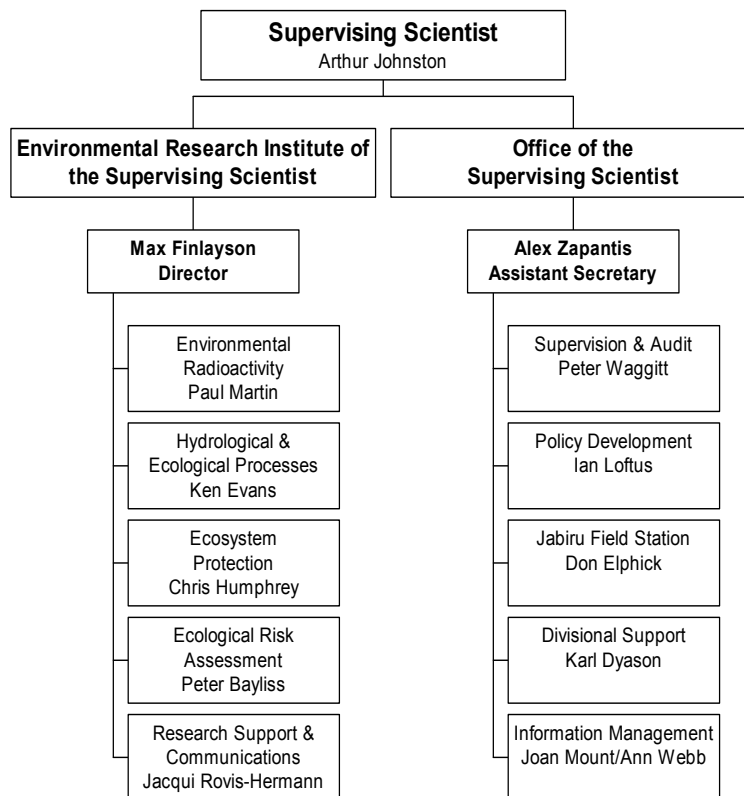 Supervising Scientist
Arthur Johnston
Environmental Research Institute of
the Supervising Scientist
Office of the
Supervising Scientist
Max Finlayson
Director
Alex Zapantis
Assistant Secretary
Environmental
Radioactivity
Paul Martin
Hydrological &
Ecological Processes
Ken Evans
Ecosystem
Protection
Chris Humphrey
Ecological Risk
Assessment
Peter Bayliss
Research Support &
Communications
Jacqui Rovis-Hermann
Supervision & Audit
Peter Waggitt
Policy Development
Ian Loftus
Jabiru Field Station
Don Elphick
Divisional Support
Karl Dyason
Information Management
Joan Mount/Ann Webb